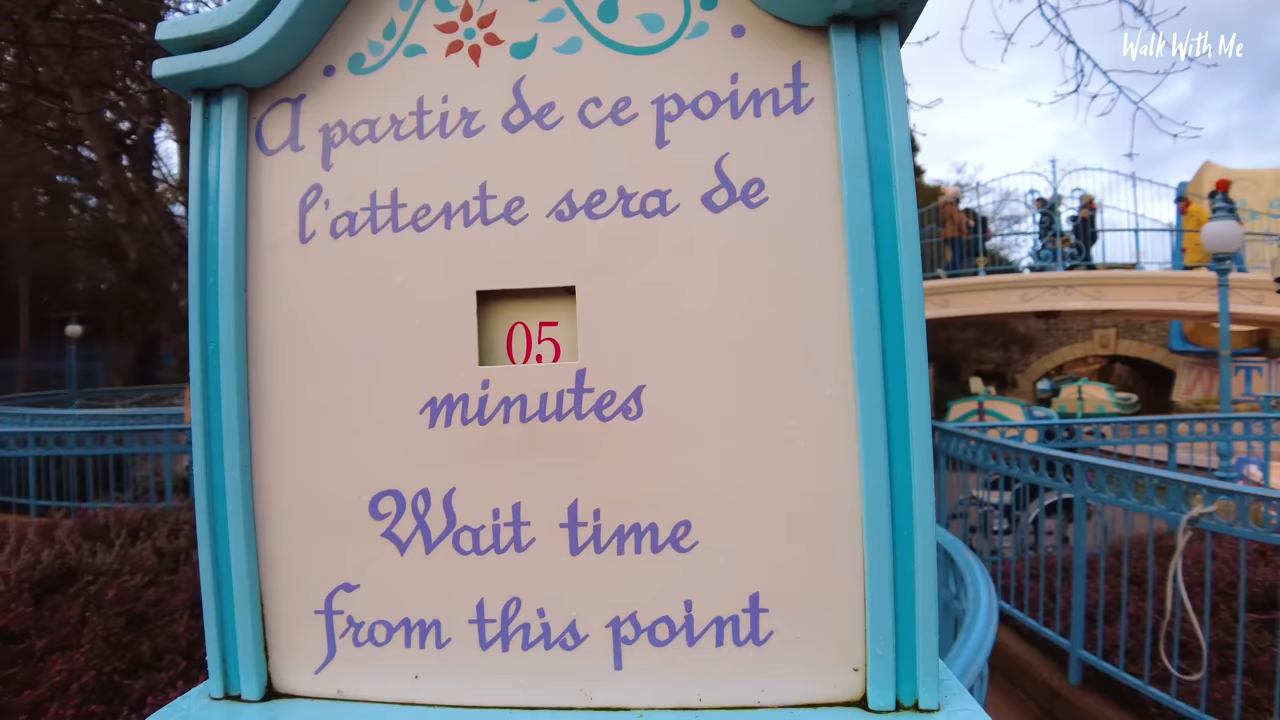 Walk With Me
A partir de ce point
l'attente sera de
05
minutes
Wait time
from this point